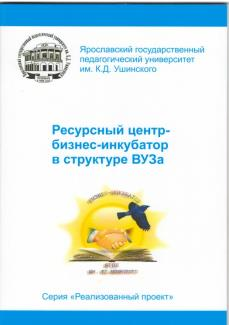 Ярославский государственный
педагогический университет
им. К.Д. Ушинского
Ресурсный центр-
бизнес-инкубатор
в структуре ВУЗа
Серия «Реализованный проект»